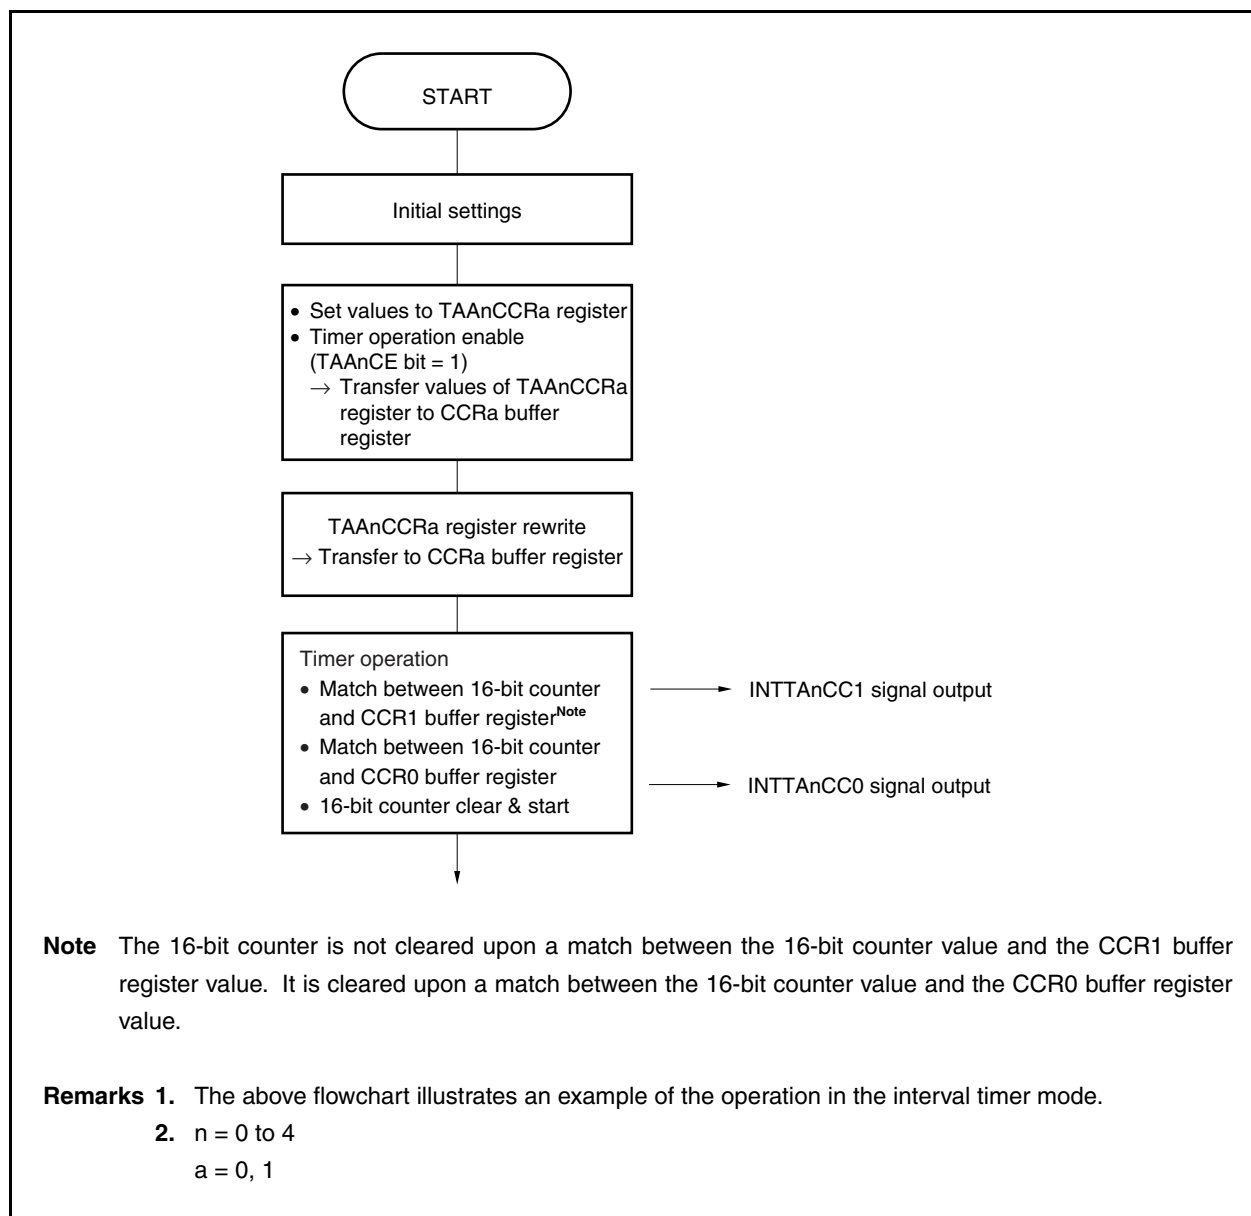 START
Initial settings
• Set values to TAAnCCRa register
• Timer operation enable
(TAAnCE bit = 1)
→ Transfer values of TAAnCCRa
register to CCRa buffer
register
TAAnCCRa register rewrite
→ Transfer to CCRa buffer register
Timer operation
• Match between 16-bit counter
and CCR1 buffer registerNote
• Match between 16-bit counter
and CCR0 buffer register
• 16-bit counter clear & start
INTTAnCC1 signal output
INTTAnCC0 signal output
Note The 16-bit counter is not cleared upon a match between the 16-bit counter value and the CCR1 buffer
register value. It is cleared upon a match between the 16-bit counter value and the CCR0 buffer register
value.
Remarks 1. The above flowchart illustrates an example of the operation in the interval timer mode.
2. n = 0 to 4
a = 0, 1